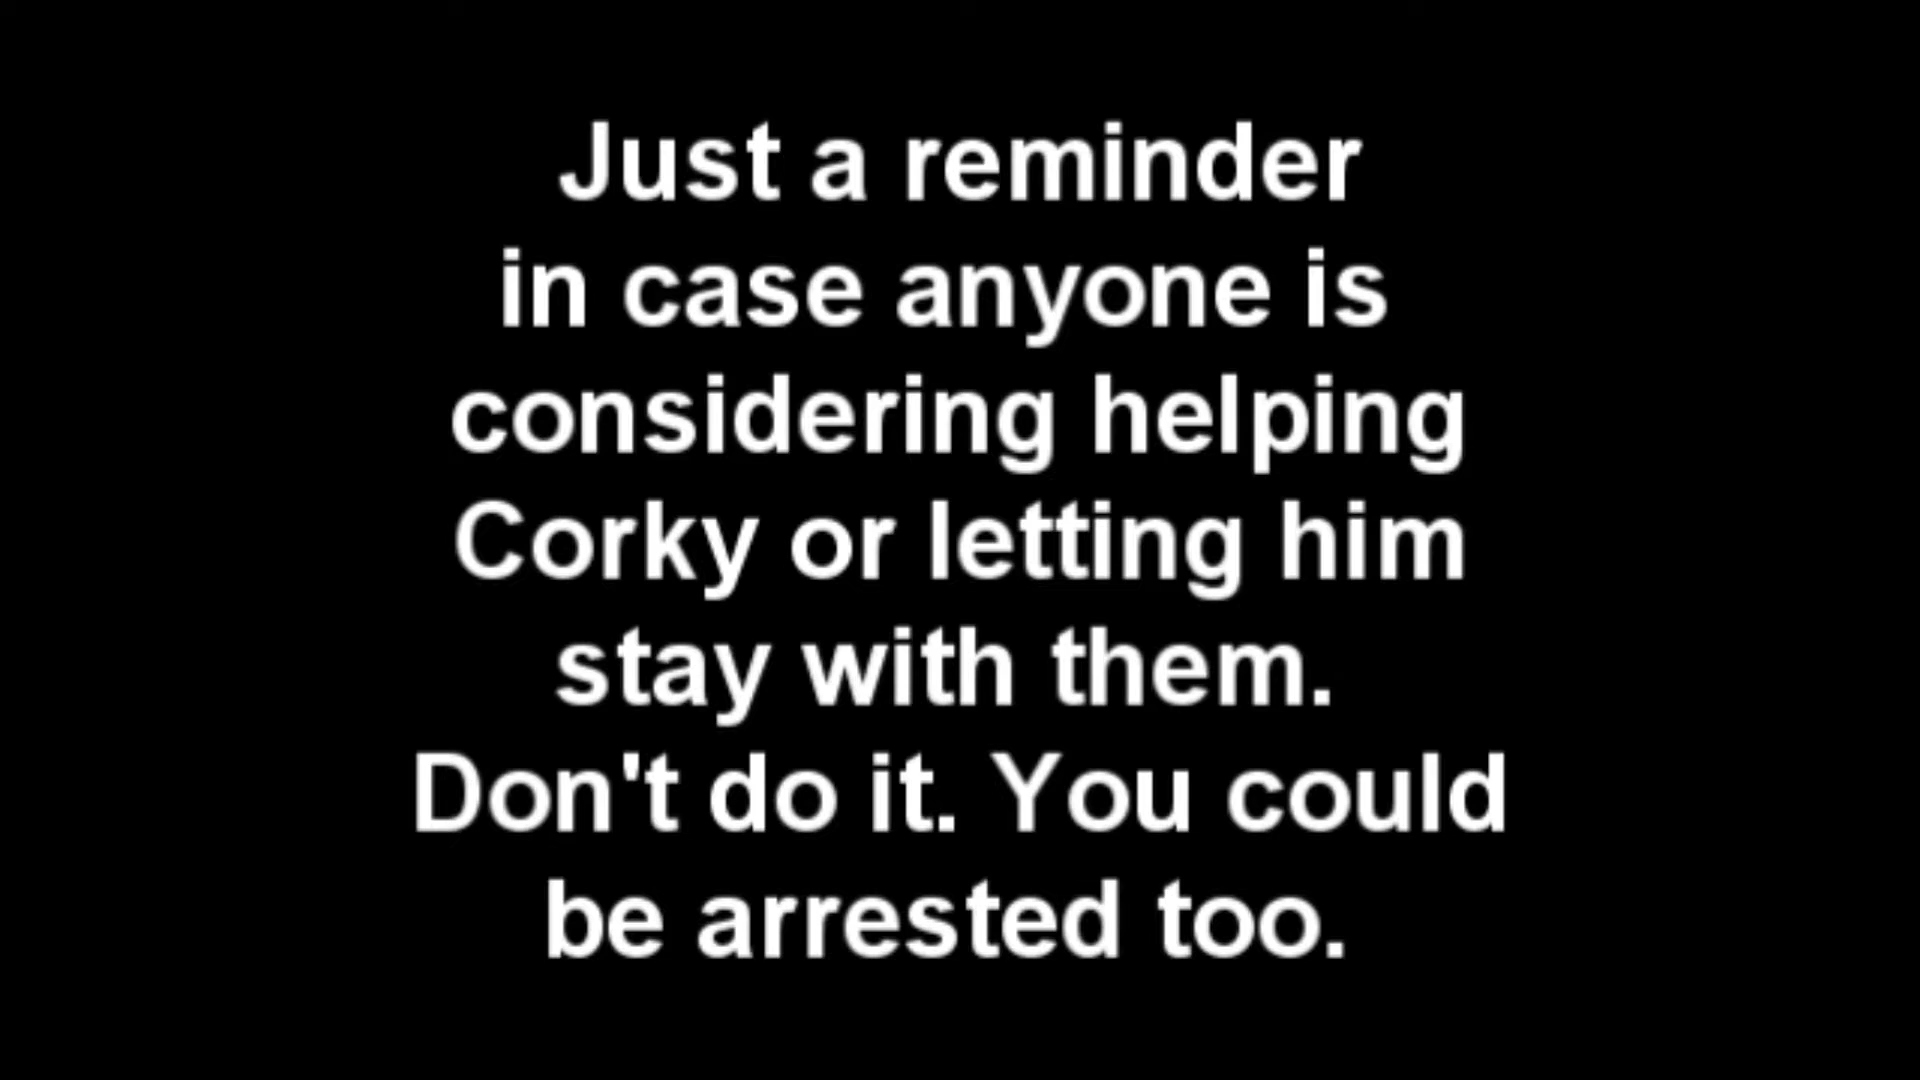 Just a reminder
in case anyone is
considering helping
Corky or letting him
stay with them.
Don't do it. You could
be arrested too.